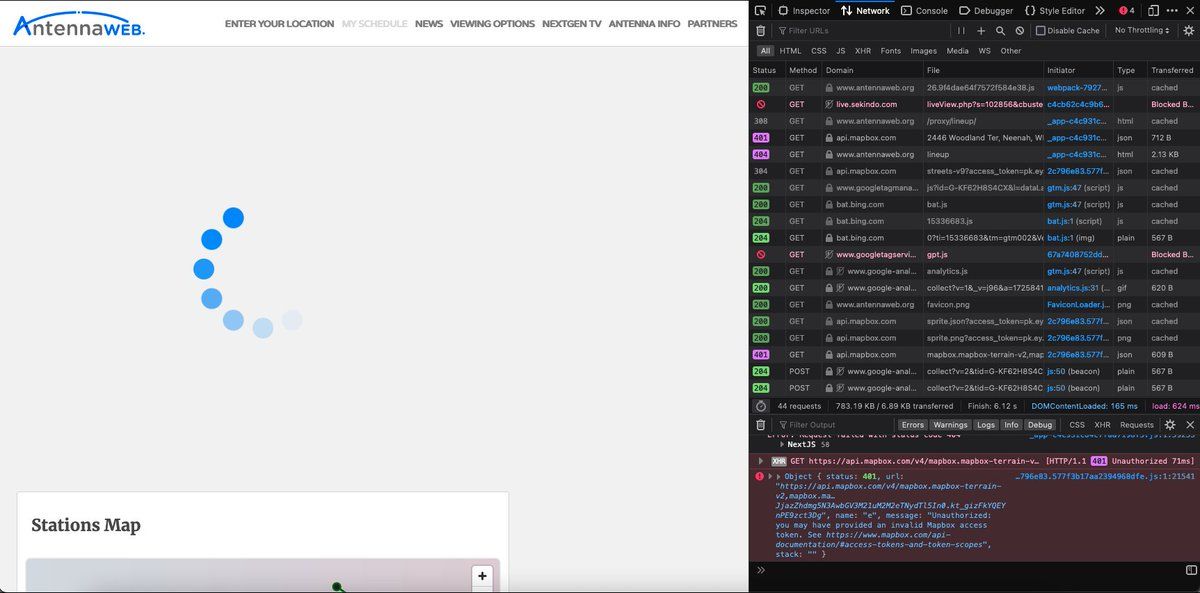 AntennaWEB.
ENTER YOUR LOCATION MY SCHEDULE NEWS VIEWING OPTIONS NEXTGEN TV ANTENNA INFO PARTNERS
Stations Map
+
Inspector Network Console Debugger Style Editor 4
Filter URLs Disable Cache No Throttling
All HTML CSS JS XHR Fonts Images Media WS Other
Status Method Domain File Initiator Type Transferred
200 GET www.antennaweb.org 26.9f4dae64f7572f584e38.js webpack-7927... js cached
GET live.sekindo.com liveView.php?s=102856&cbuste c4cb62c4c9b6... Blocked B...
308 GET www.antennaweb.org /proxy/lineup/ _app-c4c931c... html cached
401 GET api.mapbox.com 2446 Woodland Ter, Neenah, WI _app-c4c931c... json 712 B
404 GET www.antennaweb.org lineup _app-c4c931c... html 2.13 KB
304 GET api.mapbox.com streets-v9?access_token=pk.ey 2c796e83.577f... json cached
200 GET www.googletagmana... js?id=G-KF62H8S4CX&l=dataLa gtm.js:47 (script) js cached
200 GET bat.bing.com bat.js gtm.js:47 (script) js cached
204 GET bat.bing.com 15336683.js bat.js:1 (script) js cached
204 GET bat.bing.com 0?ti=15336683&tm=gtm002&Ve bat.js:1 (img) plain 567 B
GET www.googletagservi... gpt.js 67a7408752dd... Blocked B...
200 GET www.google-anal... analytics.js gtm.js:47 (script) js cached
200 GET www.google-anal... collect?v=1&_v=j96&a=1725841 analytics.js:31 (... gif 620 B
200 GET www.antennaweb.org favicon.png FaviconLoader.j... png cached
200 GET api.mapbox.com sprite.json?access_token=pk.ey 2c796e83.577f... json cached
200 GET api.mapbox.com sprite.png?access_token=pk.ey. 2c796e83.577f... png cached
401 GET api.mapbox.com mapbox.mapbox-terrain-v2,map 2c796e83.577f... json 609 B
204 POST www.google-anal... collect?v=2&tid=G-KF62H8S4C js:50 (beacon) plain 567 B
204 POST www.google-anal... collect?v=2&tid=G-KF62H8S4C js:50 (beacon) plain 567 B
44 requests 783.19 KB / 6.89 KB transferred Finish: 6.12 s DOMContentLoaded: 165 ms load: 624 ms
Filter Output Errors Warnings Logs Info Debug CSS XHR Requests
Error: Request failed with status code 404
NextJS 58
XHR GET https://api.mapbox.com/v4/mapbox.mapbox-terrain-v… [HTTP/1.1 401 Unauthorized 71ms]
Object { status: 401, url: …796e83.577f3b17aa2394968dfe.js:1:21541
"https://api.mapbox.com/v4/mapbox.mapbox-terrain-
v2,mapbox.ma…
JjazZhdmg5N3AwbGV3M21uM2M2eTNydTl5In0.kt_gizFkYQEY
nPE9zct3Dg", name: "e", message: "Unauthorized:
you may have provided an invalid Mapbox access
token. See https://www.mapbox.com/api-
documentation/#access-tokens-and-token-scopes",
stack: "" }